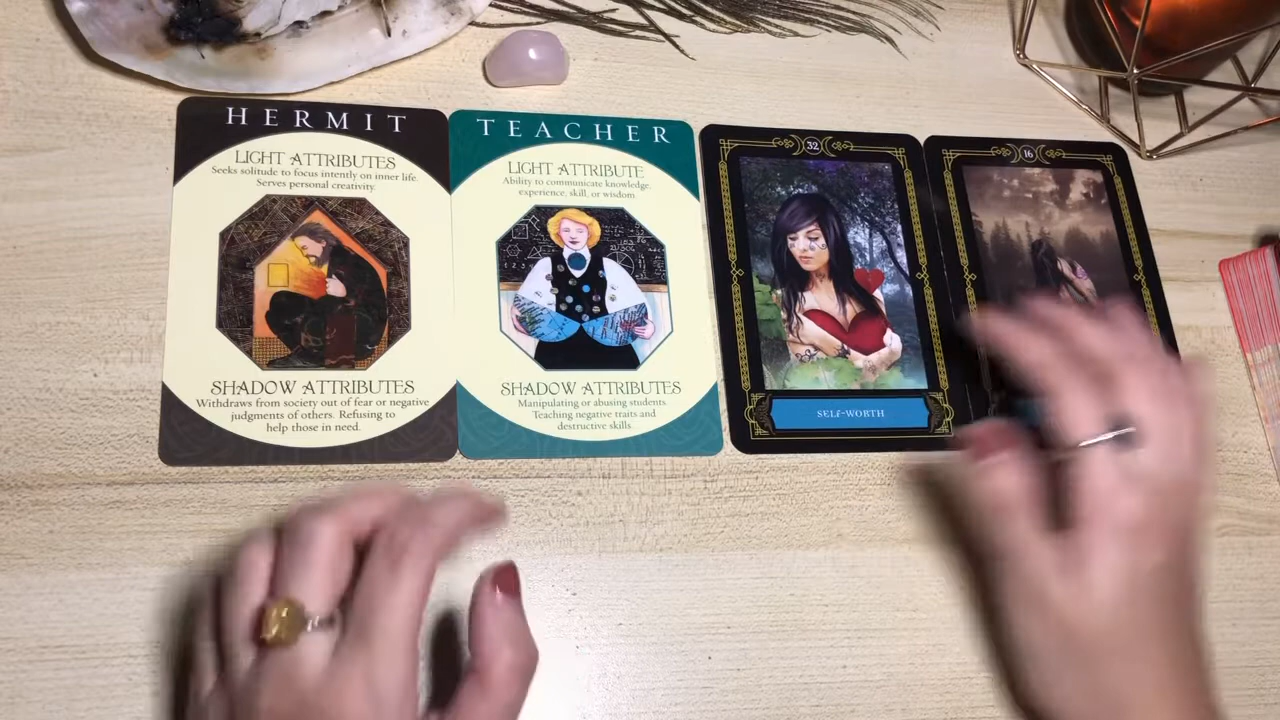 HERMIT
LIGHT ATTRIBUTES
Seeks solitude to focus intently on inner life.
Serves personal creativity.
SHADOW ATTRIBUTES
Withdraws from society out of fear or negative
judgments of others. Refusing to
help those in need.
TEACHER
LIGHT ATTRIBUTE
Ability to communicate knowledge,
experience, skill, or wisdom.
SHADOW ATTRIBUTES
Manipulating or abusing students.
Teaching negative traits and
destructive skills.
32
SELf-WORTH
16